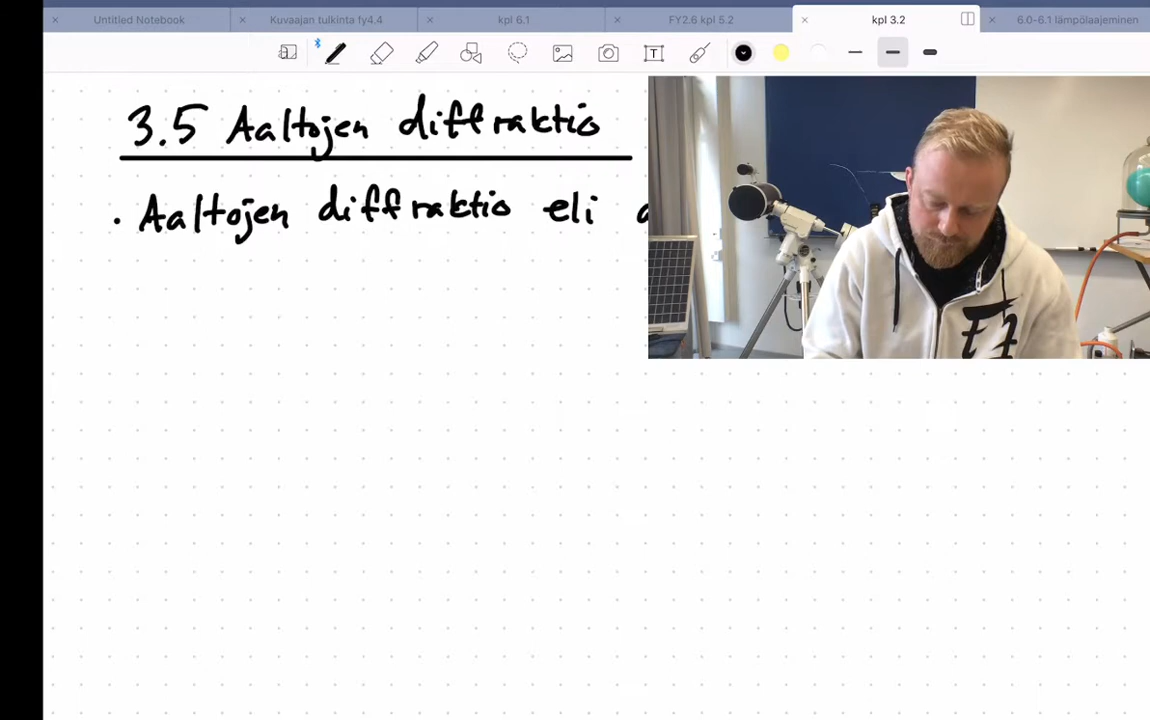 Untitled Notebook
Kuvaajan tulkinta fy4.4
kpl 6.1
FY2.6 kpl 5.2
kpl 3.2
6.0-6.1 lämpölaajeminen
3.5 Aaltojen diffraktio
· Aaltojen diffraktio eli